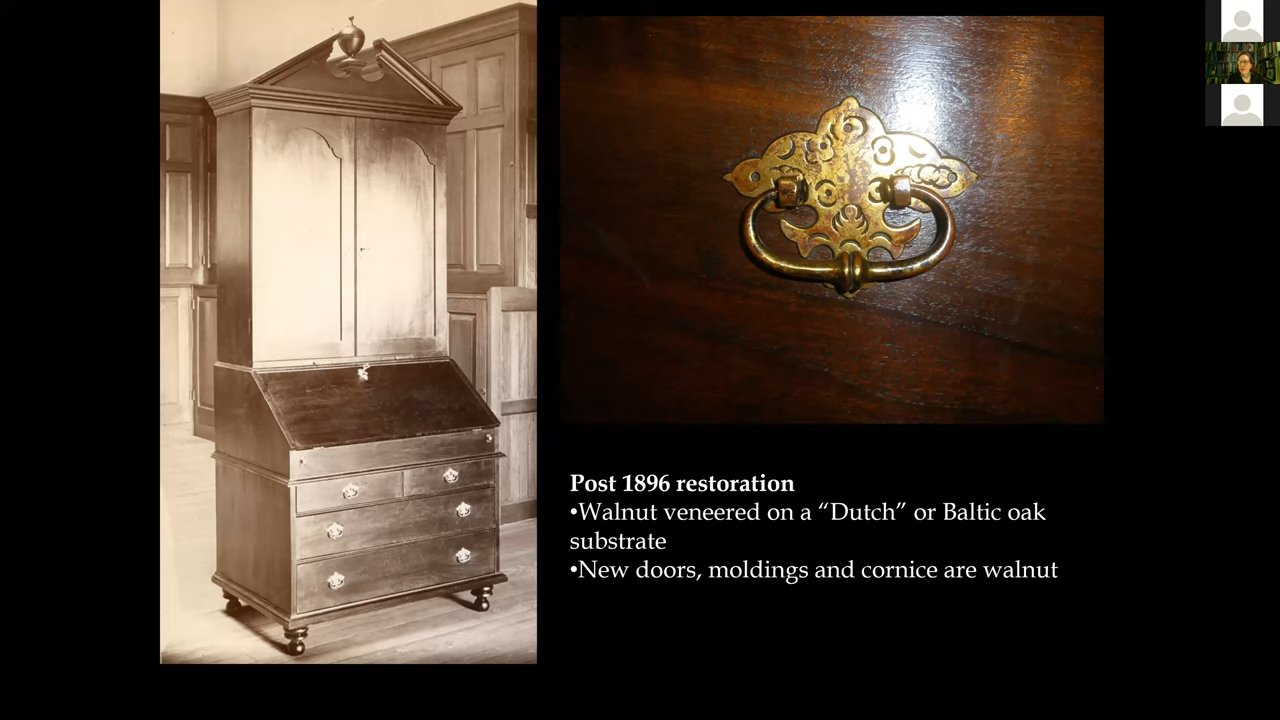 Post 1896 restoration
•Walnut veneered on a “Dutch” or Baltic oak
substrate
•New doors, moldings and cornice are walnut